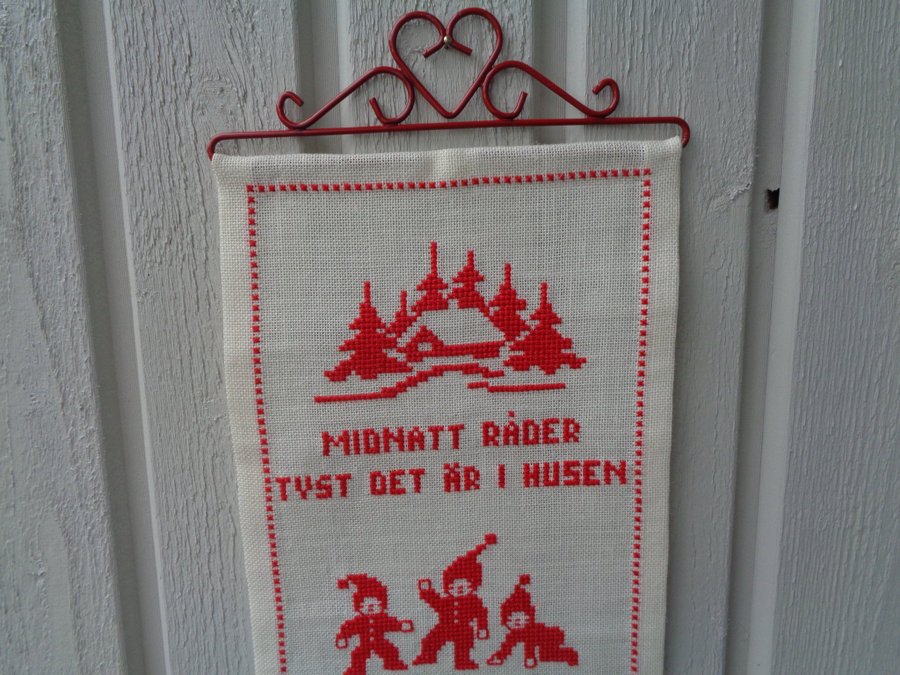 MIDNATT RÅDER
TYST DET ÄR I HUSEN